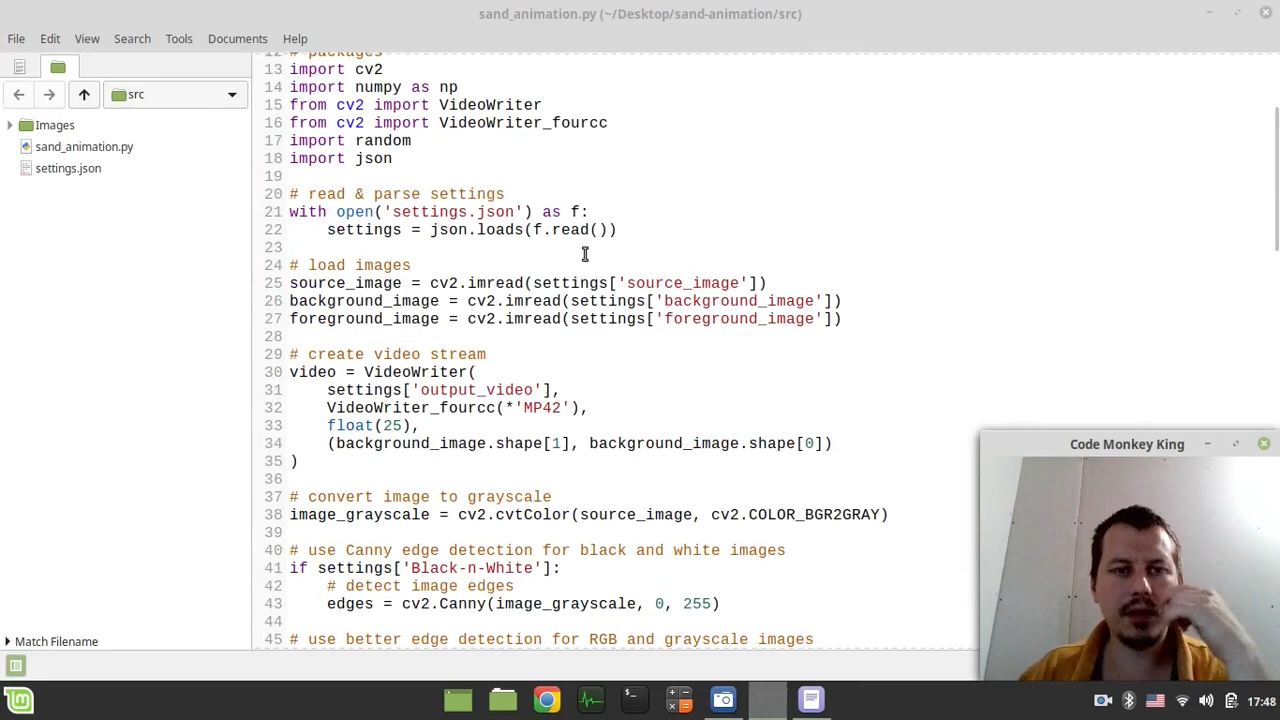 sand_animation.py (~/Desktop/sand-animation/src)
File Edit View Search Tools Documents Help
src
Images
sand_animation.py
settings.json
12 # packages
13 import cv2
14 import numpy as np
15 from cv2 import VideoWriter
16 from cv2 import VideoWriter_fourcc
17 import random
18 import json
19
20 # read & parse settings
21 with open('settings.json') as f:
22     settings = json.loads(f.read())
23
24 # load images
25 source_image = cv2.imread(settings['source_image'])
26 background_image = cv2.imread(settings['background_image'])
27 foreground_image = cv2.imread(settings['foreground_image'])
28
29 # create video stream
30 video = VideoWriter(
31     settings['output_video'],
32     VideoWriter_fourcc(*'MP42'),
33     float(25),
34     (background_image.shape[1], background_image.shape[0])
35 )
36
37 # convert image to grayscale
38 image_grayscale = cv2.cvtColor(source_image, cv2.COLOR_BGR2GRAY)
39
40 # use Canny edge detection for black and white images
41 if settings['Black-n-White']:
42     # detect image edges
43     edges = cv2.Canny(image_grayscale, 0, 255)
44
45 # use better edge detection for RGB and grayscale images
Code Monkey King
Match Filename
17:48